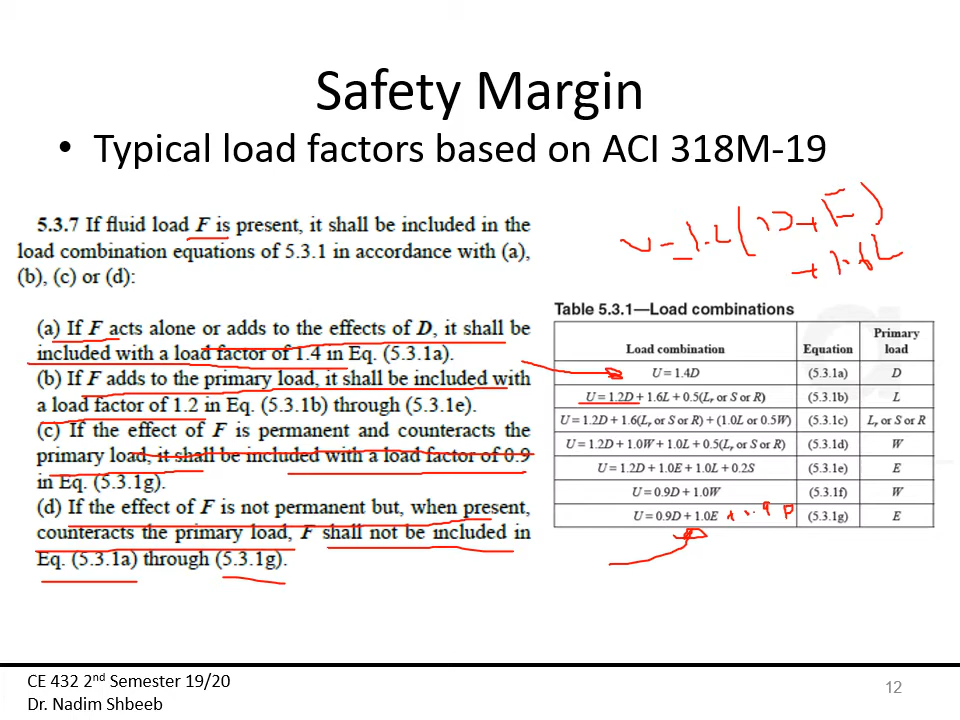 Safety Margin
• Typical load factors based on ACI 318M-19
5.3.7 If fluid load F is present, it shall be included in the
load combination equations of 5.3.1 in accordance with (a),
(b), (c) or (d):
(a) If F acts alone or adds to the effects of D, it shall be
included with a load factor of 1.4 in Eq. (5.3.1a).
(b) If F adds to the primary load, it shall be included with
a load factor of 1.2 in Eq. (5.3.1b) through (5.3.1e).
(c) If the effect of F is permanent and counteracts the
primary load, it shall be included with a load factor of 0.9
in Eq. (5.3.1g).
(d) If the effect of F is not permanent but, when present,
counteracts the primary load, F shall not be included in
Eq. (5.3.1a) through (5.3.1g).
+ 1.6L
Table 5.3.1—Load combinations
Load combination Equation Primary load
U = 1.4D (5.3.1a) D
U = 1.2D + 1.6L + 0.5(Lr or S or R) (5.3.1b) L
U = 1.2D + 1.6(Lr or S or R) + (1.0L or 0.5W) (5.3.1c) Lr or S or R
U = 1.2D + 1.0W + 1.0L + 0.5(Lr or S or R) (5.3.1d) W
U = 1.2D + 1.0E + 1.0L + 0.2S (5.3.1e) E
U = 0.9D + 1.0W (5.3.1f) W
U = 0.9D + 1.0E (5.3.1g) E
CE 432 2nd Semester 19/20
Dr. Nadim Shbeeb
12